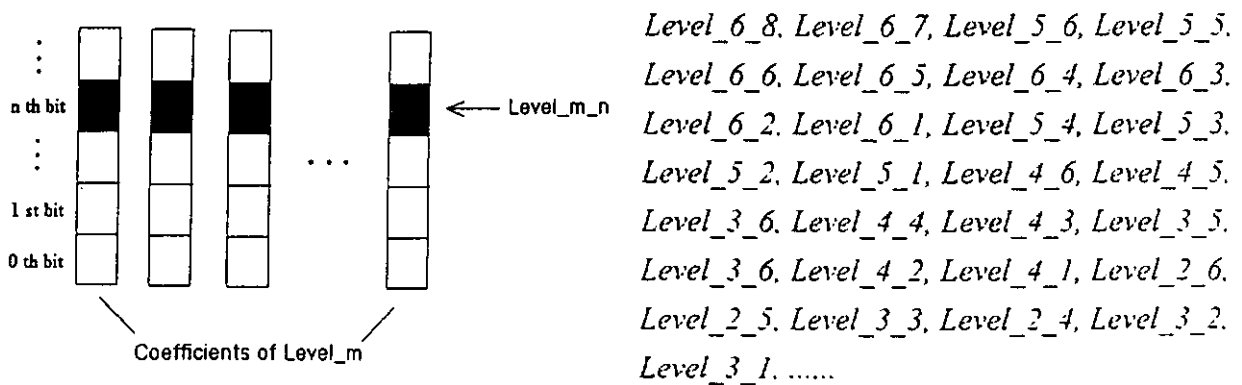 ⋮
n th bit
⋮
1 st bit
0 th bit
. . .
Level_m_n
Coefficients of Level_m
Level_6_8. Level_6_7, Level_5_6, Level_5_5.
Level_6_6. Level_6_5, Level_6_4, Level_6_3.
Level_6_2. Level_6_1, Level_5_4, Level_5_3.
Level_5_2. Level_5_1, Level_4_6, Level_4_5.
Level_3_6. Level_4_4, Level_4_3, Level_3_5.
Level_3_6. Level_4_2, Level_4_1, Level_2_6.
Level_2_5. Level_3_3, Level_2_4, Level_3_2.
Level_3_1. ......